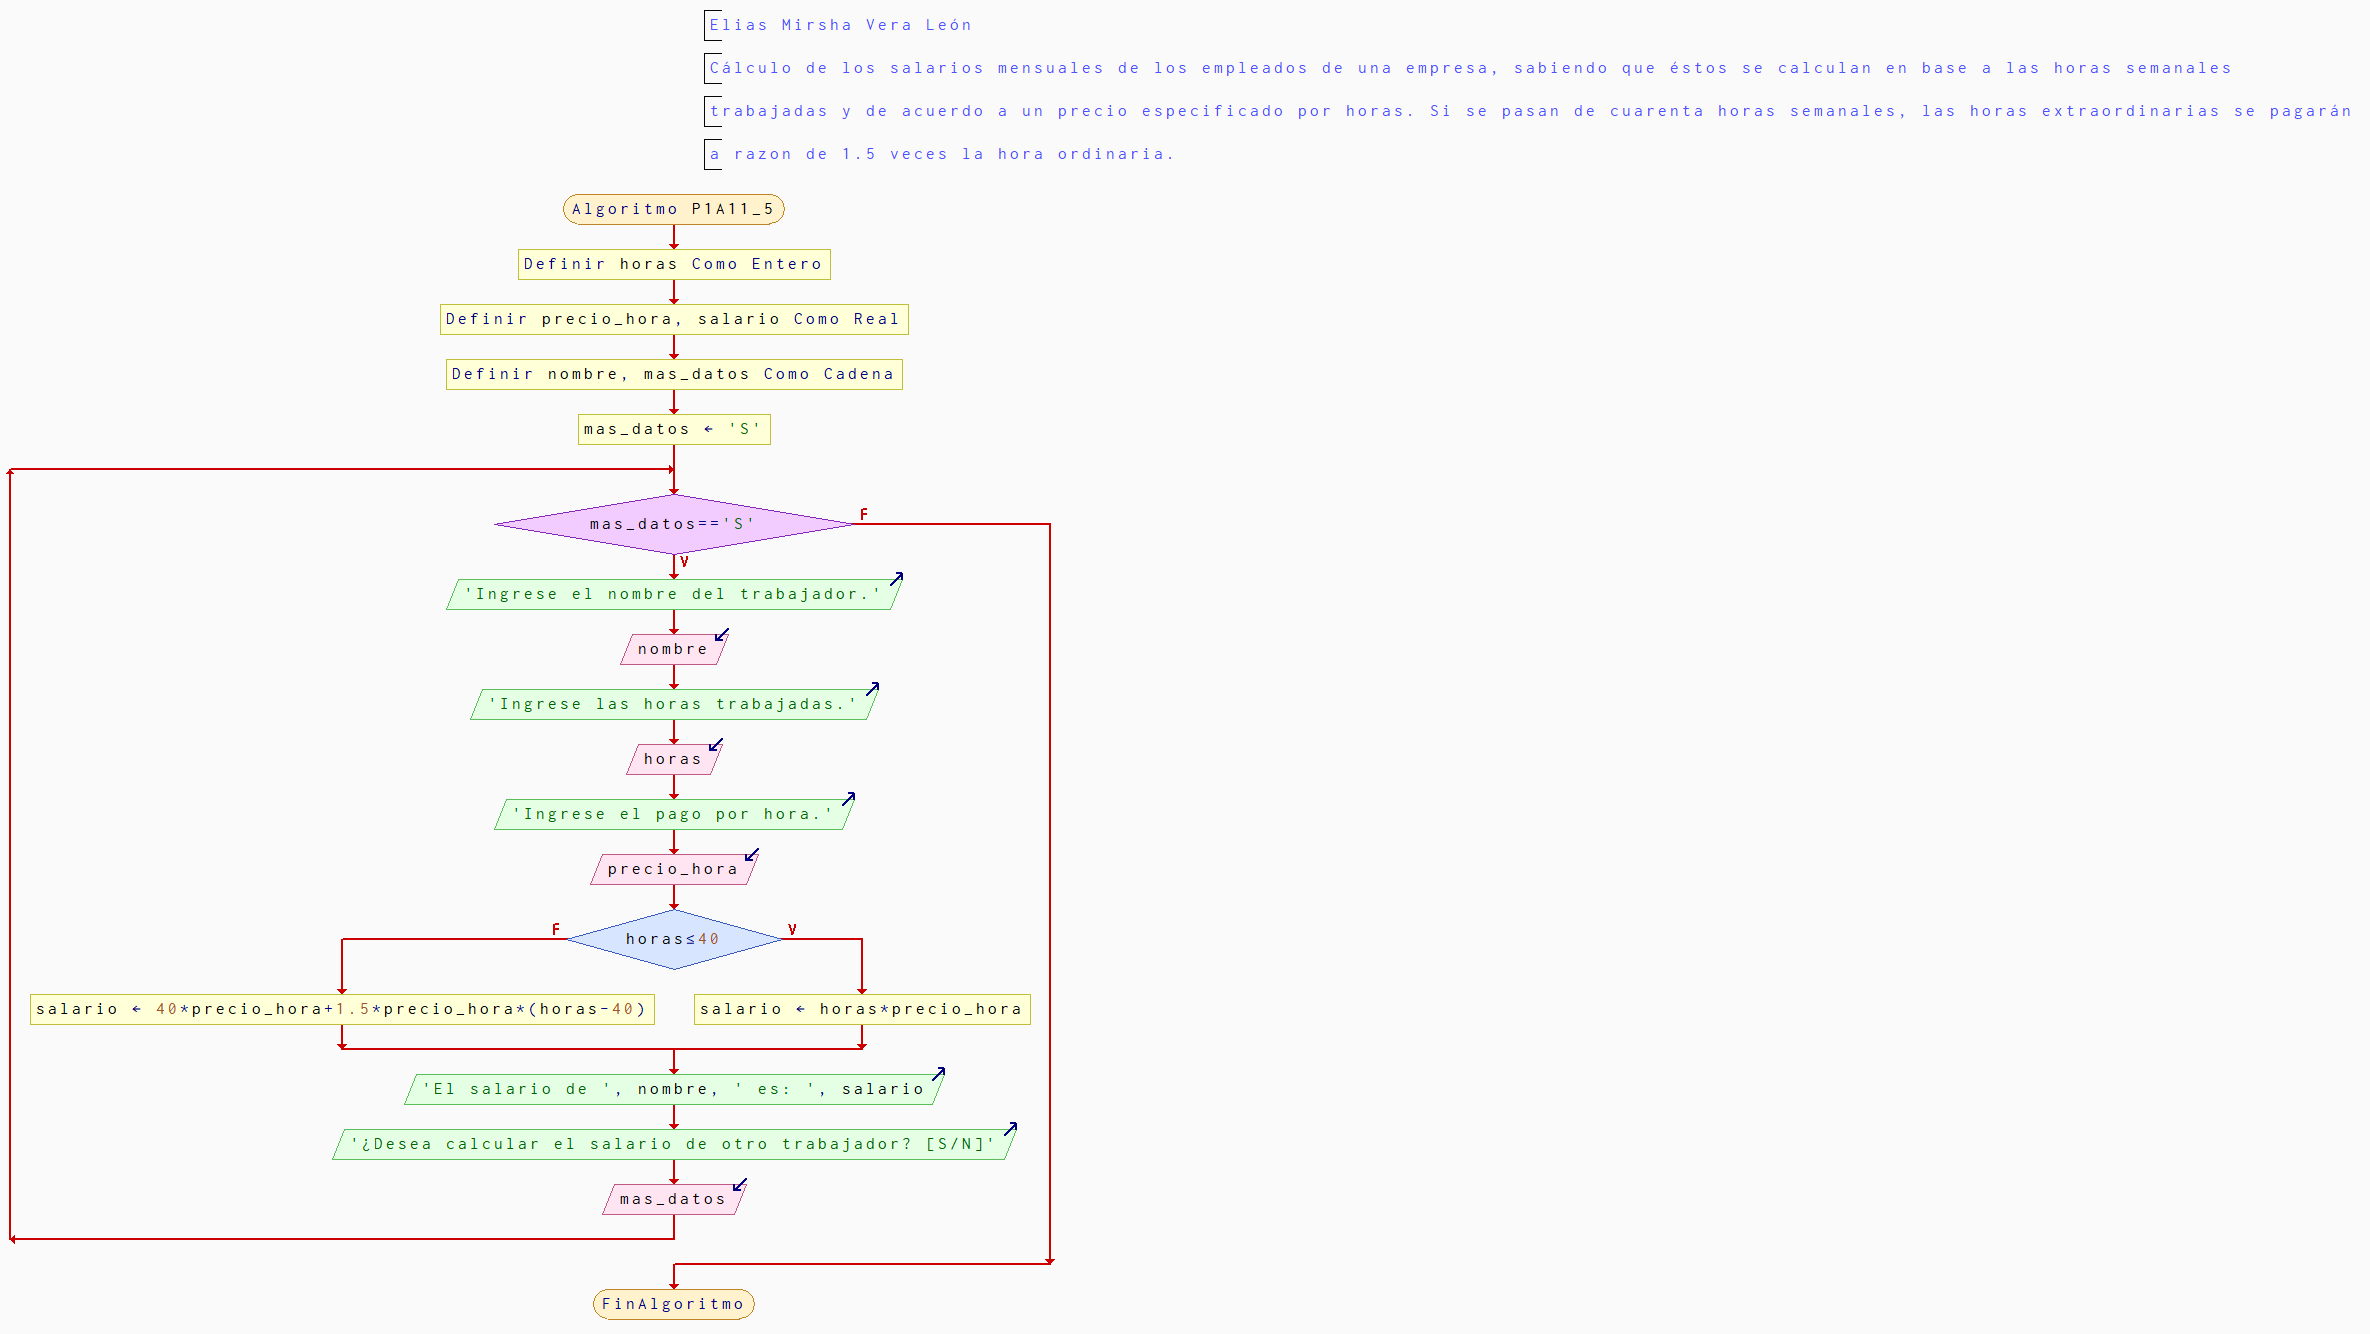 Elias Mirsha Vera León
Cálculo de los salarios mensuales de los empleados de una empresa, sabiendo que éstos se calculan en base a las horas semanales
trabajadas y de acuerdo a un precio especificado por horas. Si se pasan de cuarenta horas semanales, las horas extraordinarias se pagarán
a razon de 1.5 veces la hora ordinaria.
Algoritmo P1A11_5
Definir horas Como Entero
Definir precio_hora, salario Como Real
Definir nombre, mas_datos Como Cadena
mas_datos ← 'S'
mas_datos=='S'
F
V
'Ingrese el nombre del trabajador.'
nombre
'Ingrese las horas trabajadas.'
horas
'Ingrese el pago por hora.'
precio_hora
F
horas≤40
V
salario ← 40*precio_hora+1.5*precio_hora*(horas-40)
salario ← horas*precio_hora
'El salario de ', nombre, ' es: ', salario
'¿Desea calcular el salario de otro trabajador? [S/N]'
mas_datos
FinAlgoritmo